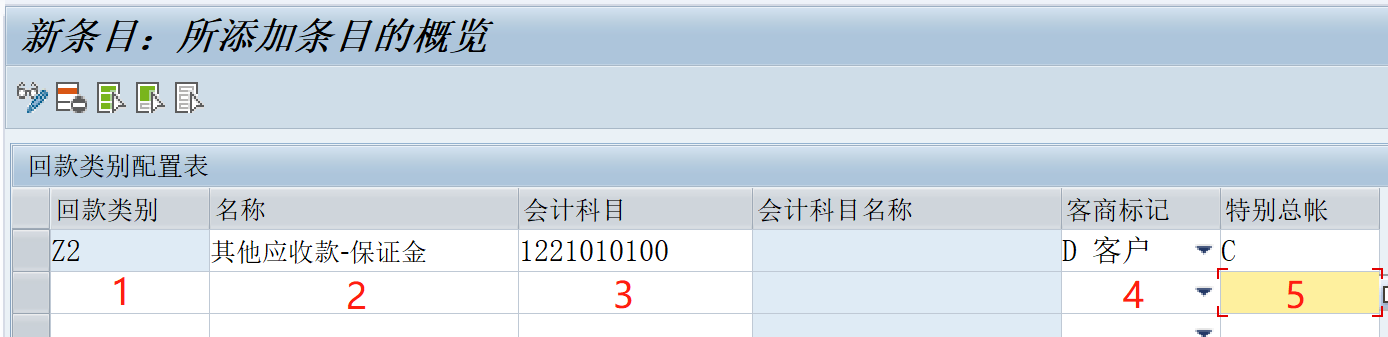 新条目：所添加条目的概览
回款类别配置表
回款类别 名称 会计科目 会计科目名称 客商标记 特别总帐
Z2 其他应收款-保证金 1221010100 D 客户 C
1 2 3 4 5